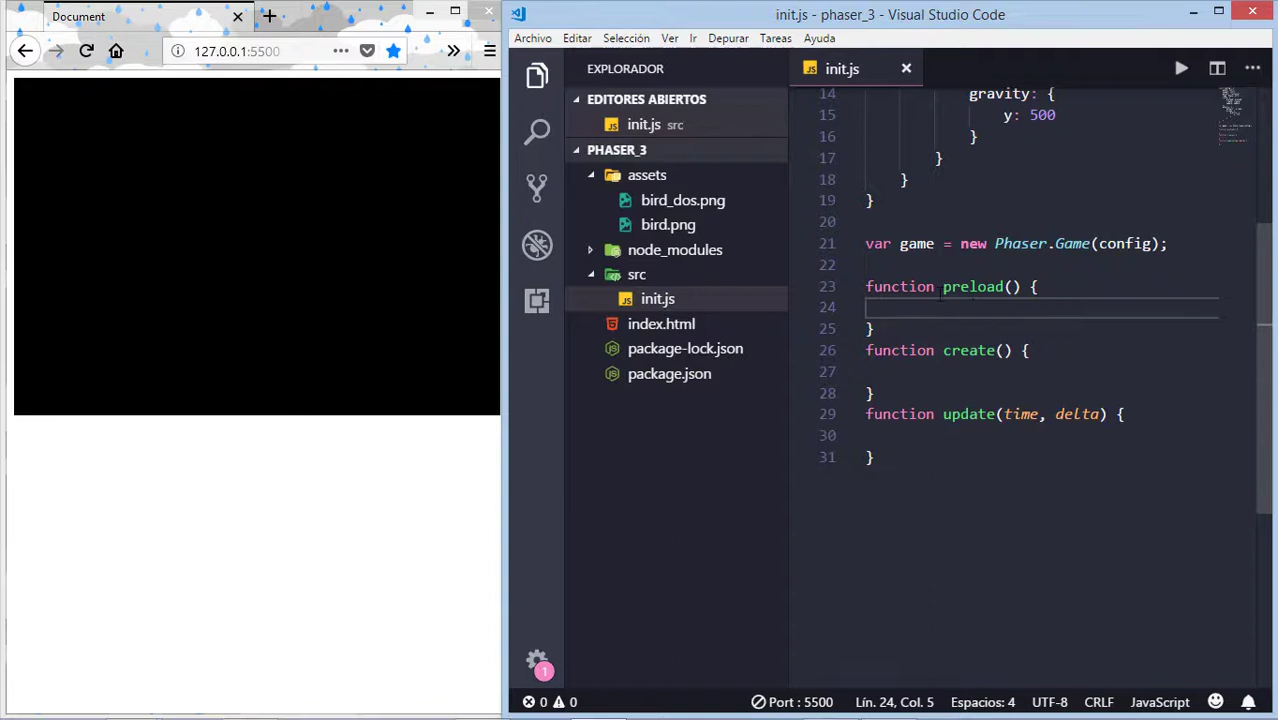 Document
127.0.0.1:5500
init.js - phaser_3 - Visual Studio Code
Archivo Editar Selección Ver Ir Depurar Tareas Ayuda
EXPLORADOR
EDITORES ABIERTOS
init.js src
PHASER_3
assets
bird_dos.png
bird.png
node_modules
src
init.js
index.html
package-lock.json
package.json
init.js
14 gravity: {
15 y: 500
16 }
17 }
18 }
19 }
20
21 var game = new Phaser.Game(config);
22
23 function preload() {
24
25 }
26 function create() {
27
28 }
29 function update(time, delta) {
30
31 }
1
0 0 Port : 5500 Lín. 24, Col. 5 Espacios: 4 UTF-8 CRLF JavaScript